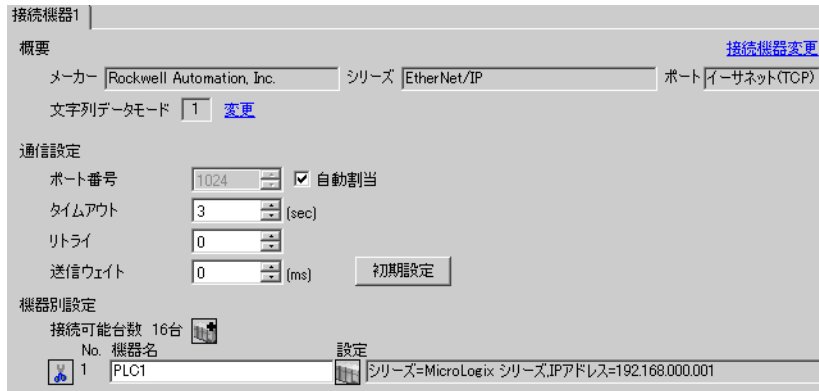 接続機器1
概要 接続機器変更
メーカー Rockwell Automation, Inc. シリーズ EtherNet/IP ポート イーサネット(TCP)
文字列データモード 1 変更
通信設定
ポート番号 1024 自動割当
タイムアウト 3 (sec)
リトライ 0
送信ウェイト 0 (ms) 初期設定
機器別設定
接続可能台数 16台
No. 機器名 設定
1 PLC1 シリーズ=MicroLogix シリーズ,IPアドレス=192.168.000.001